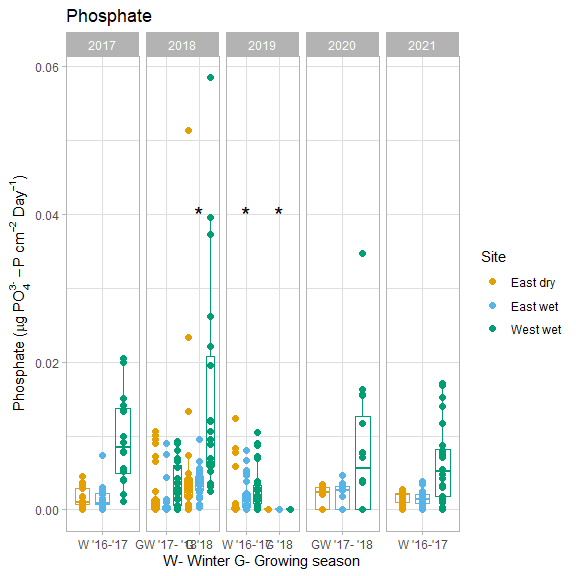 Phosphate
2017 2018 2019 2020 2021
0.06
0.04
0.02
0.00
Phosphate (µg PO₄³⁻ – P cm⁻² Day⁻¹)
* * *
Site
East dry
East wet
West wet
W '16-'17 GW '17- '18 G '18 W '16-'17 G '18 GW '17- '18 W '16-'17
W- Winter G- Growing season